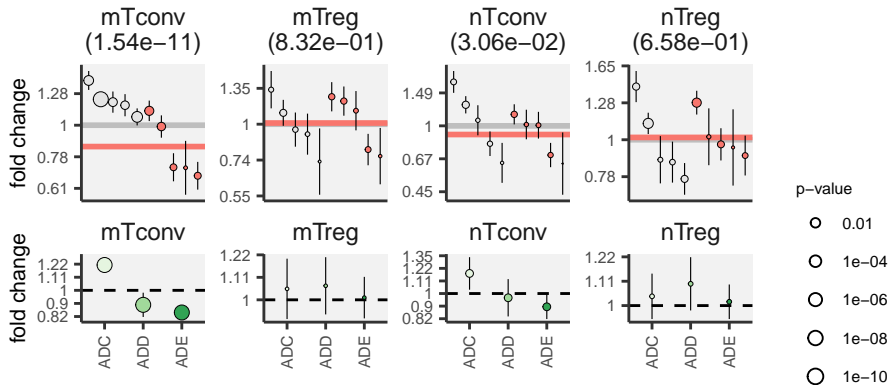 mTconv
(1.54e−11)
mTreg
(8.32e−01)
nTconv
(3.06e−02)
nTreg
(6.58e−01)
fold change
1.28
1
0.78
0.61
1.35
1
0.74
0.55
1.49
1
0.67
0.45
1.65
1.28
1
0.78
mTconv
mTreg
nTconv
nTreg
fold change
1.22
1.11
1
0.9
0.82
1.22
1.11
1
1.35
1.22
1.11
1
0.9
0.82
1.22
1.11
1
ADC
ADD
ADE
ADC
ADD
ADE
ADC
ADD
ADE
ADC
ADD
ADE
p−value
0.01
1e−04
1e−06
1e−08
1e−10